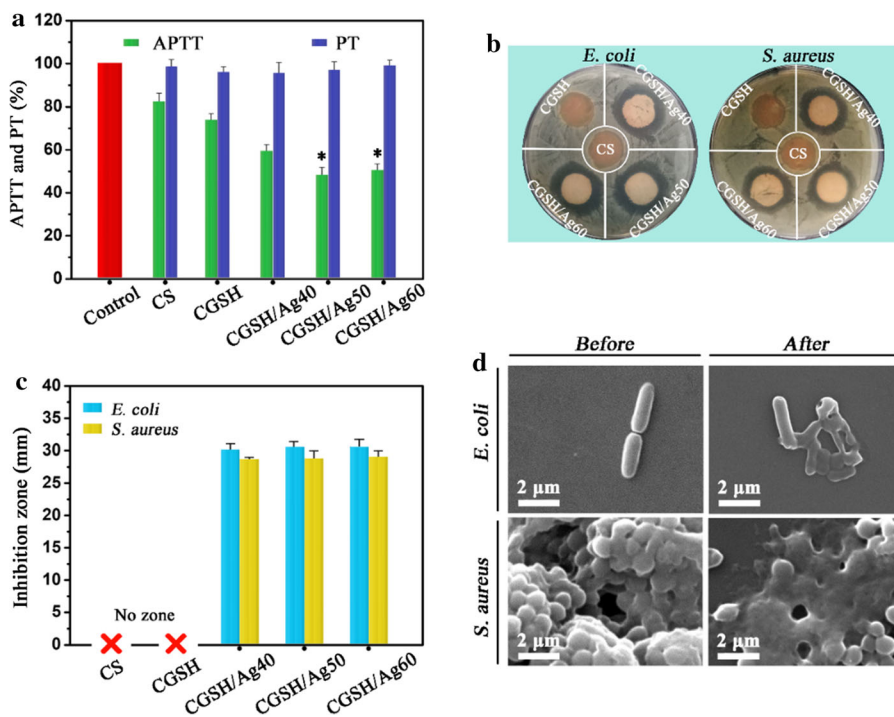 a
120
100
80
60
40
20
0
APTT and PT (%)
APTT
PT
*
*
Control
CS
CGSH
CGSH/Ag40
CGSH/Ag50
CGSH/Ag60
b
E. coli
S. aureus
CGSH
CGSH/Ag40
CS
CGSH/Ag60
CGSH/Ag50
CGSH
CGSH/Ag40
CS
CGSH/Ag60
CGSH/Ag50
c
40
35
30
25
20
15
10
5
0
Inhibition zone (mm)
E. coli
S. aureus
No zone
CS
CGSH
CGSH/Ag40
CGSH/Ag50
CGSH/Ag60
d
Before
After
E. coli
2 μm
2 μm
S. aureus
2 μm
2 μm